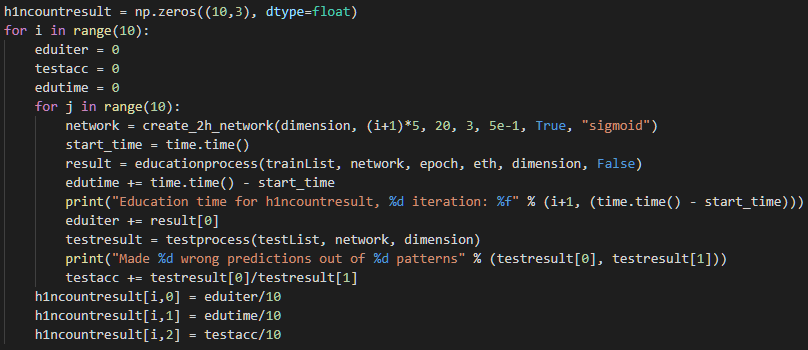 h1ncountresult = np.zeros((10,3), dtype=float)
for i in range(10):
    eduiter = 0
    testacc = 0
    edutime = 0
    for j in range(10):
        network = create_2h_network(dimension, (i+1)*5, 20, 3, 5e-1, True, "sigmoid")
        start_time = time.time()
        result = educationprocess(trainList, network, epoch, eth, dimension, False)
        edutime += time.time() - start_time
        print("Education time for h1ncountresult, %d iteration: %f" % (i+1, (time.time() - start_time)))
        eduiter += result[0]
        testresult = testprocess(testList, network, dimension)
        print("Made %d wrong predictions out of %d patterns" % (testresult[0], testresult[1]))
        testacc += testresult[0]/testresult[1]
    h1ncountresult[i,0] = eduiter/10
    h1ncountresult[i,1] = edutime/10
    h1ncountresult[i,2] = testacc/10